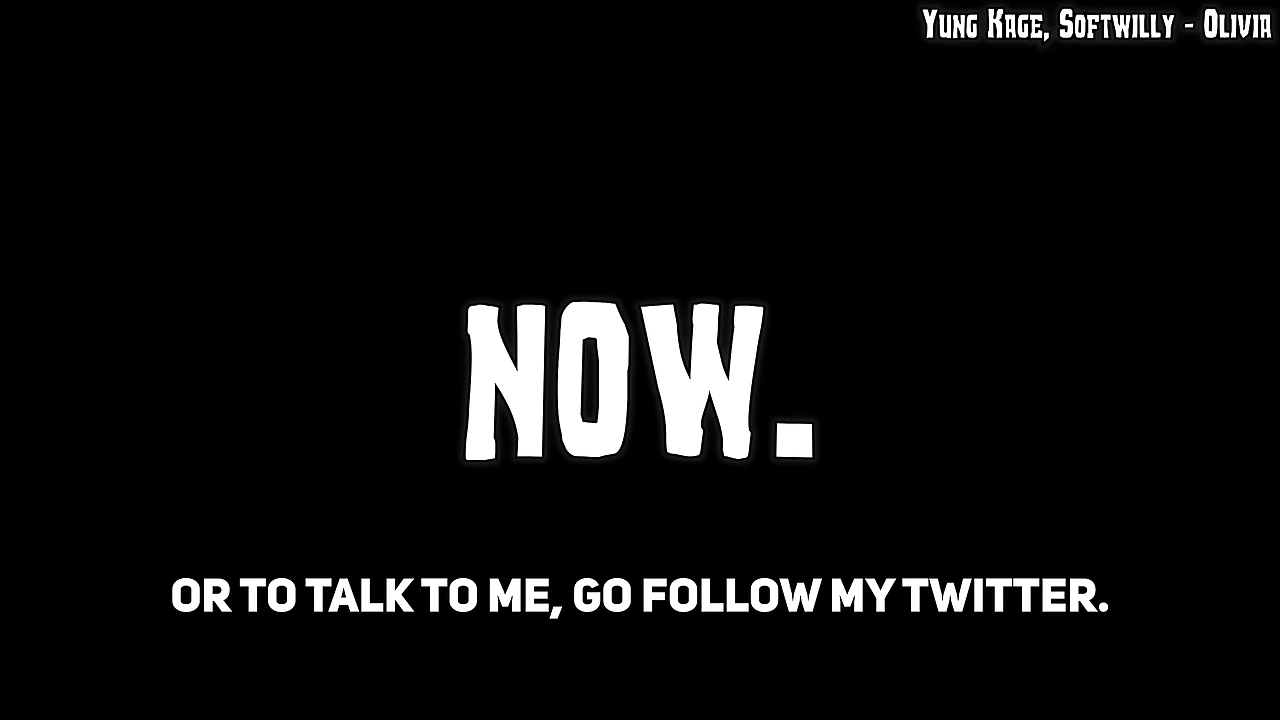 Yung Kage, Softwilly - Olivia
NOW.
OR TO TALK TO ME, GO FOLLOW MY TWITTER.